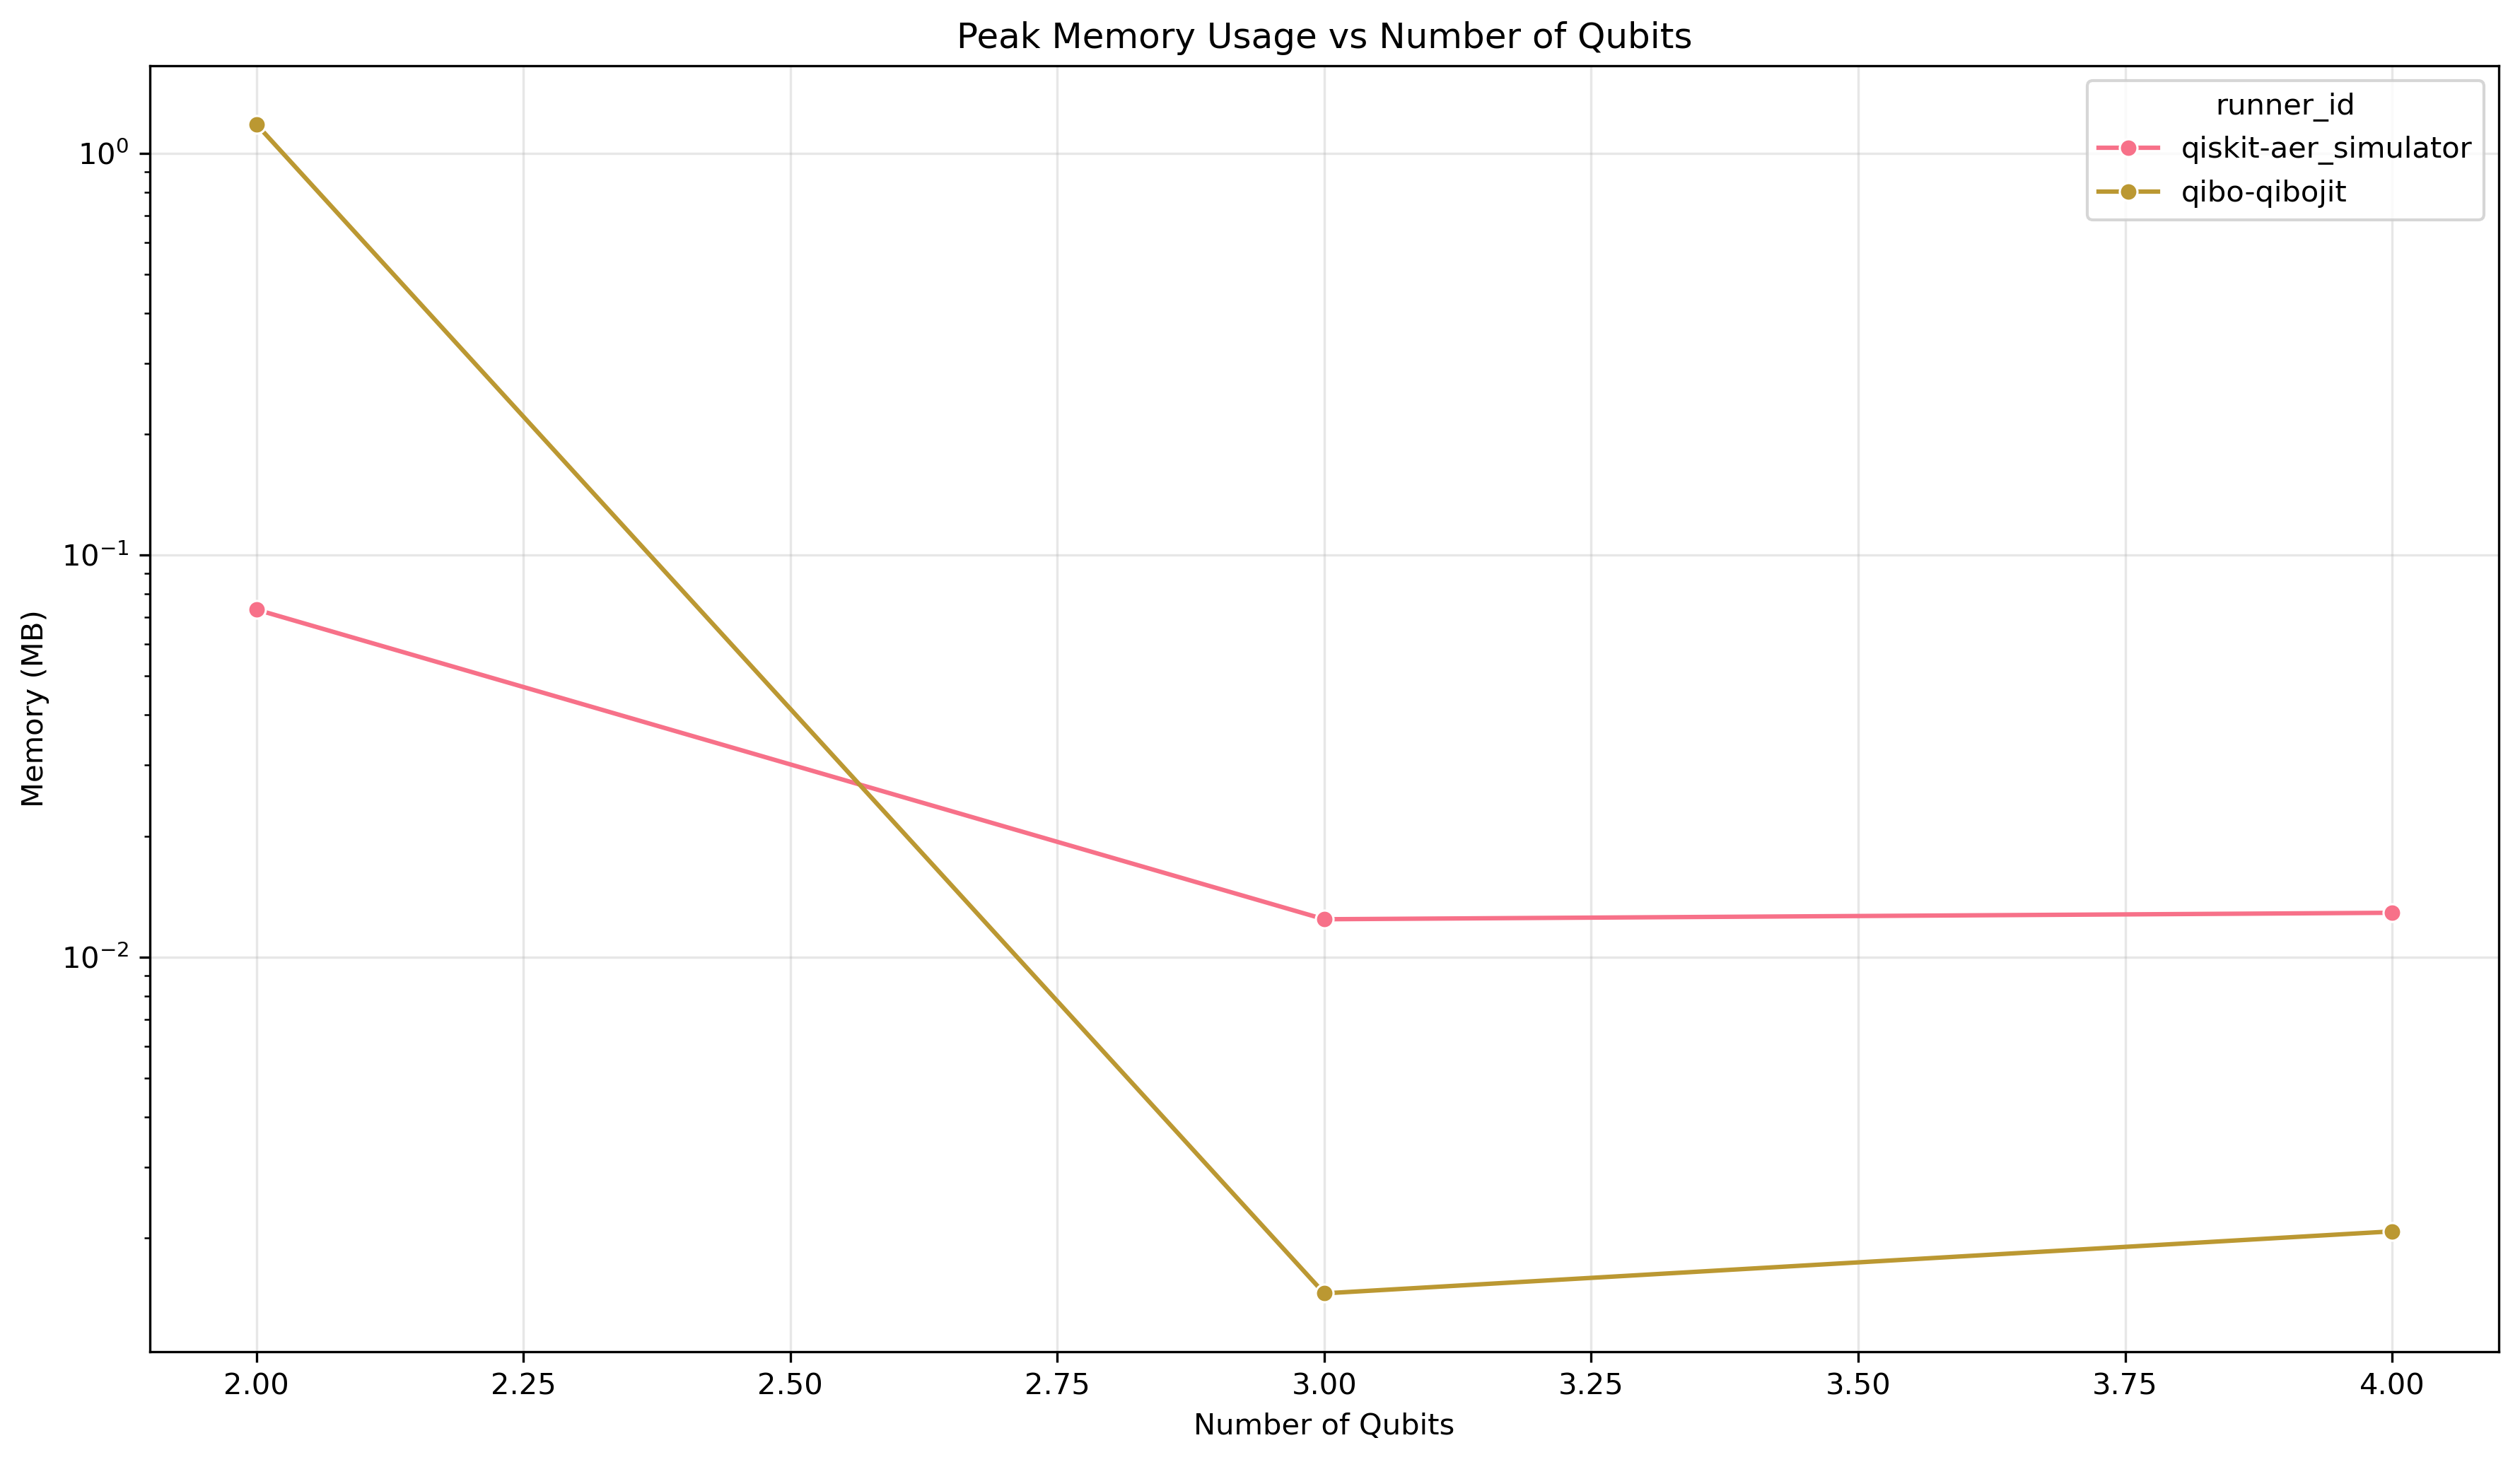 Peak Memory Usage vs Number of Qubits
runner_id
qiskit-aer_simulator
qibo-qibojit
Memory (MB)
10⁰
10⁻¹
10⁻²
2.00 2.25 2.50 2.75 3.00 3.25 3.50 3.75 4.00
Number of Qubits